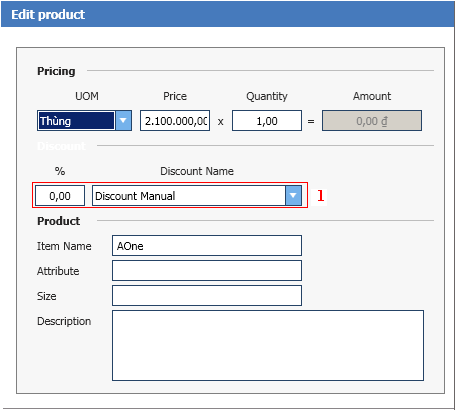 Edit product
Pricing
UOM Price Quantity Amount
Thùng 2.100.000,00 x 1,00 = 0,00 ₫
Discount
% Discount Name
0,00 Discount Manual 1
Product
Item Name AOne
Attribute
Size
Description